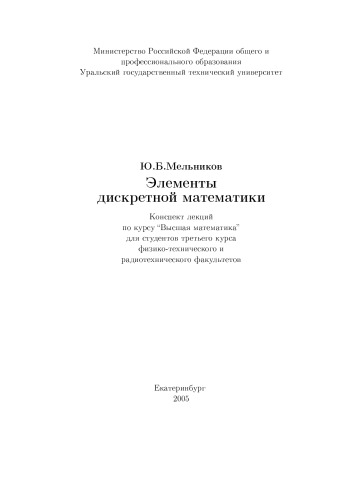 Министерство Российской Федерации общего и
профессионального образования
Уральский государственный технический университет
Ю.Б.Мельников
Элементы
дискретной математики
Конспект лекций
по курсу “Высщая математика”
для студентов третьего курса
физико-технического и
радиотехнического факультетов
Екатеринбург
2005